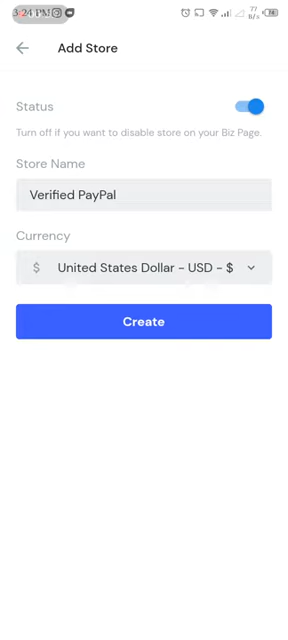 3:24 PM
77
B/s
Add Store
Status
Turn off if you want to disable store on your Biz Page.
Store Name
Verified PayPal
Currency
$ United States Dollar - USD - $
Create